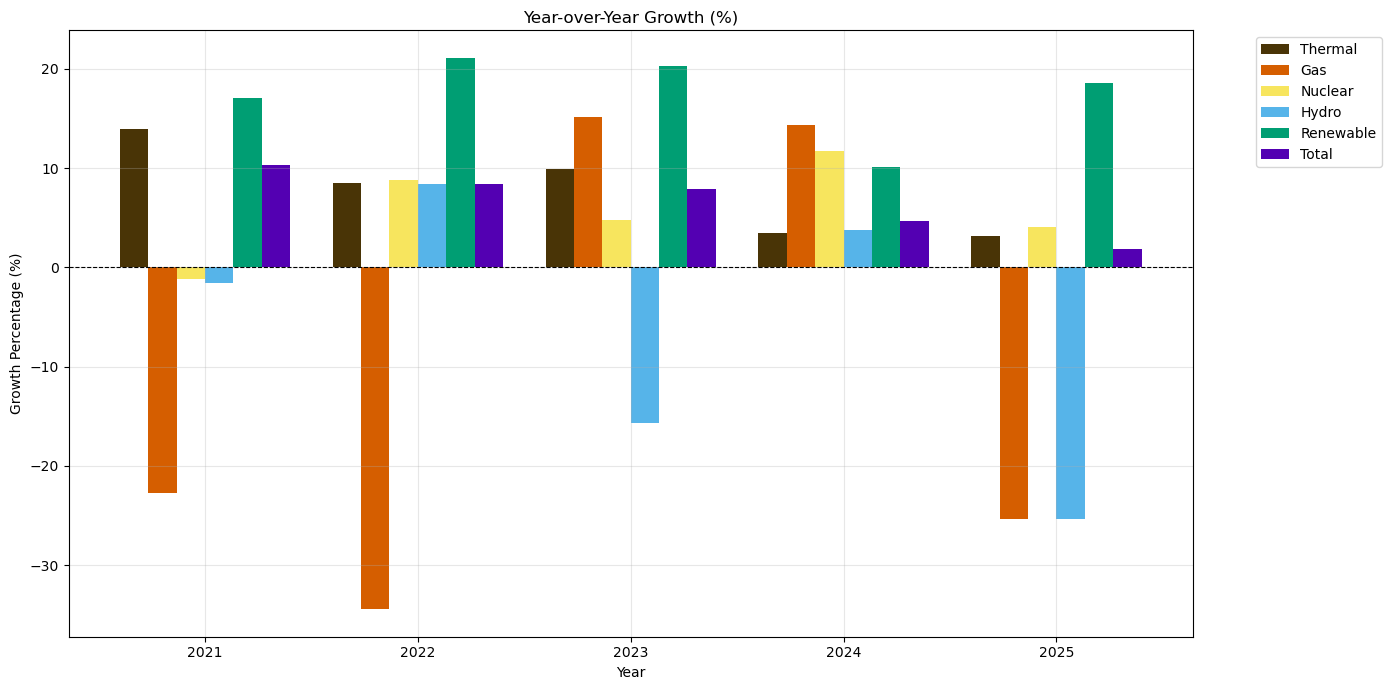 Year-over-Year Growth (%)
Thermal
Gas
Nuclear
Hydro
Renewable
Total
Growth Percentage (%)
20
10
0
−10
−20
−30
2021 2022 2023 2024 2025
Year